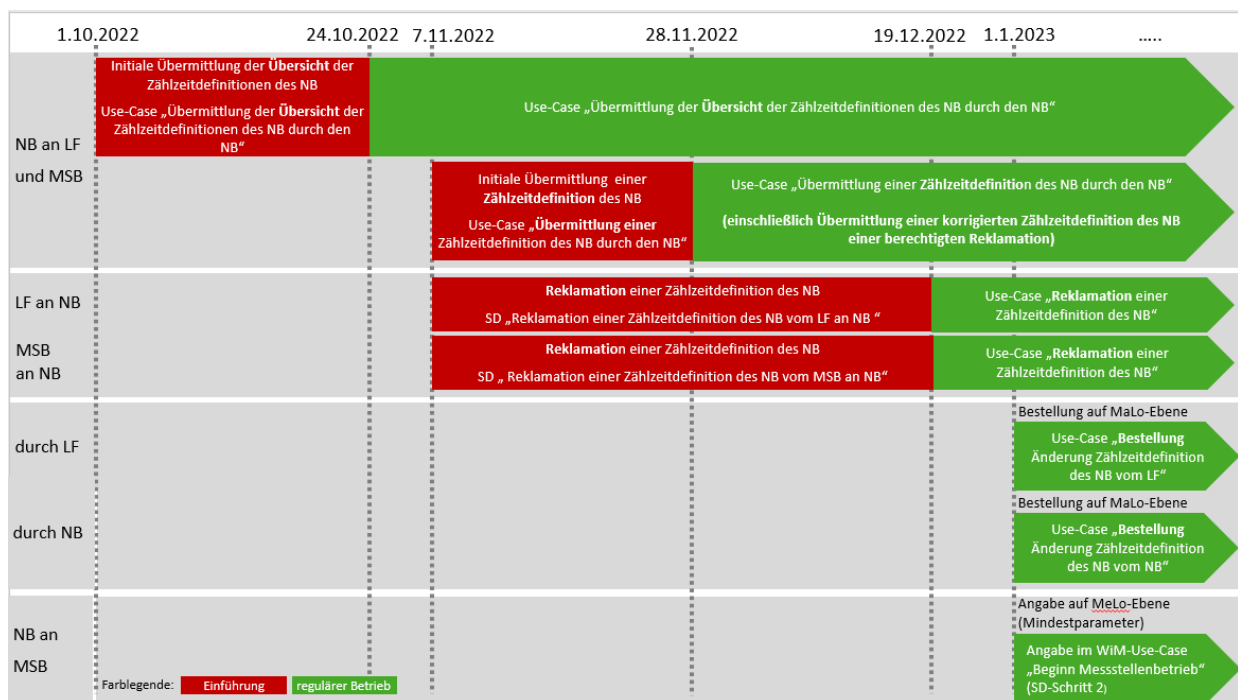 1.10.2022
24.10.2022
7.11.2022
28.11.2022
19.12.2022
1.1.2023
.....
NB an LF
und MSB
Initiale Übermittlung der Übersicht der
Zählzeitdefinitionen des NB
Use-Case „Übermittlung der Übersicht der
Zählzeitdefinitionen des NB durch den
NB“
Use-Case „Übermittlung der Übersicht der Zählzeitdefinitionen des NB durch den NB“
Initiale Übermittlung einer
Zählzeitdefinition des NB
Use-Case „Übermittlung einer
Zählzeitdefinition des NB durch den NB“
Use-Case „Übermittlung einer Zählzeitdefinition des NB durch den NB“
(einschließlich Übermittlung einer korrigierten Zählzeitdefinition des NB
einer berechtigten Reklamation)
LF an NB
Reklamation einer Zählzeitdefinition des NB
SD „Reklamation einer Zählzeitdefinition des NB vom LF an NB “
Use-Case „Reklamation einer
Zählzeitdefinition des NB“
MSB
an NB
Reklamation einer Zählzeitdefinition des NB
SD „ Reklamation einer Zählzeitdefinition des NB vom MSB an NB“
Use-Case „Reklamation einer
Zählzeitdefinition des NB“
durch LF
Bestellung auf MaLo-Ebene
Use-Case „Bestellung
Änderung Zählzeitdefinition
des NB vom LF“
durch NB
Bestellung auf MaLo-Ebene
Use-Case „Bestellung
Änderung Zählzeitdefinition
des NB vom NB“
NB an
MSB
Angabe auf MeLo-Ebene
(Mindestparameter)
Angabe im WiM-Use-Case
„Beginn Messstellenbetrieb“
(SD-Schritt 2)
Farblegende:
Einführung
regulärer Betrieb